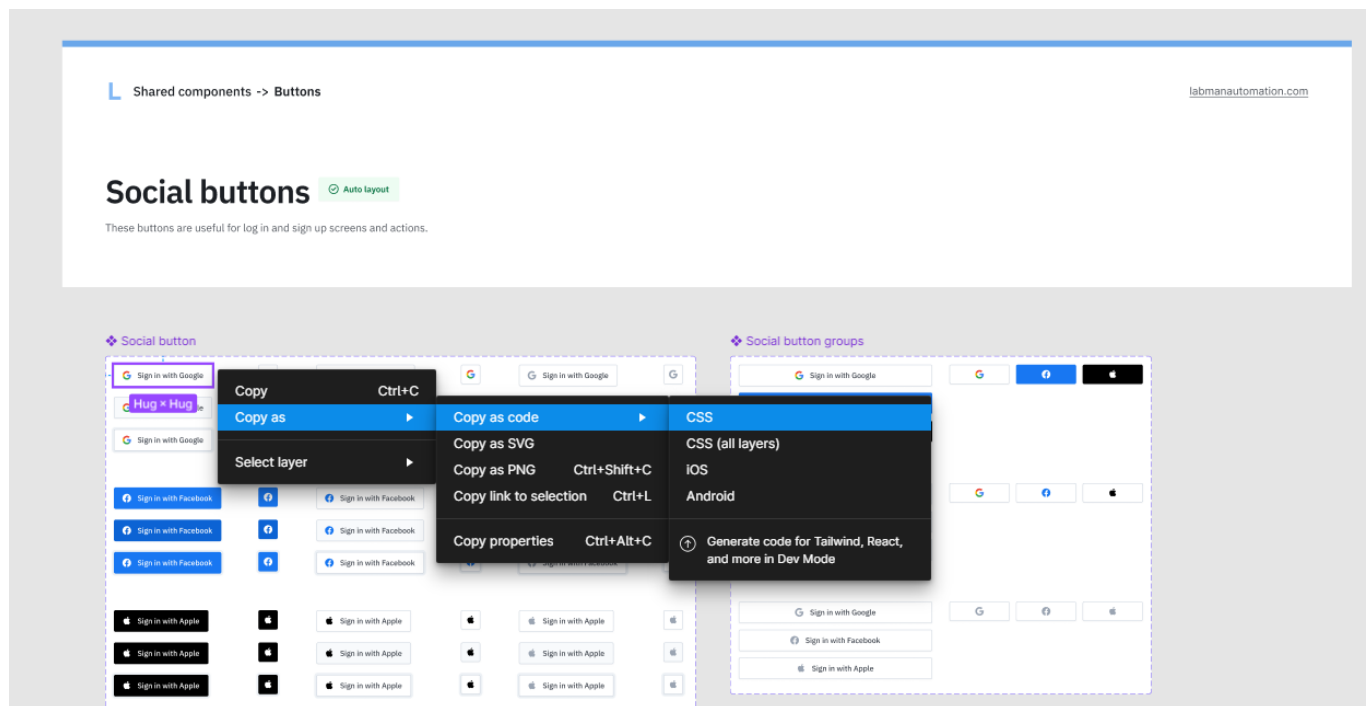 L Shared components -> Buttons
labmanautomation.com
Social buttons
Auto layout
These buttons are useful for log in and sign up screens and actions.
Social button
Social button groups
Sign in with Google
Sign in with Google
Sign in with Google
Hug × Hug
Sign in with Google
Copy Ctrl+C
Copy as
Select layer
Copy as code
Copy as SVG
Copy as PNG Ctrl+Shift+C
Copy link to selection Ctrl+L
Copy properties Ctrl+Alt+C
CSS
CSS (all layers)
iOS
Android
Generate code for Tailwind, React,
and more in Dev Mode
Sign in with Facebook
Sign in with Facebook
Sign in with Facebook
Sign in with Facebook
Sign in with Facebook
Sign in with Facebook
Sign in with Apple
Sign in with Apple
Sign in with Apple
Sign in with Apple
Sign in with Apple
Sign in with Apple
Sign in with Apple
Sign in with Apple
Sign in with Apple
Sign in with Google
Sign in with Facebook
Sign in with Apple